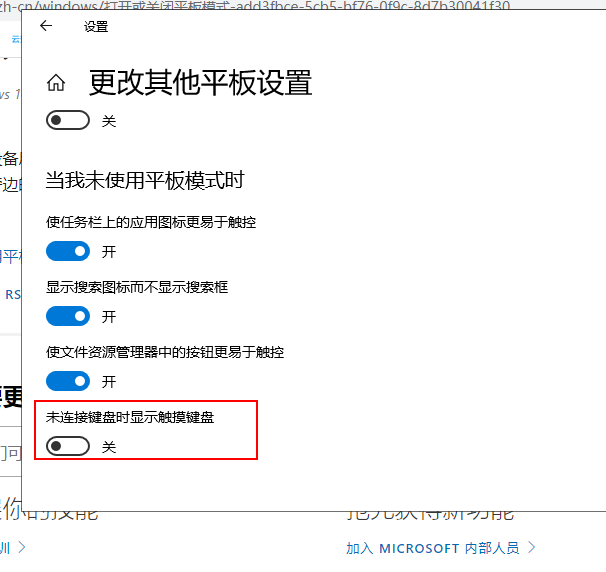 zh-cn/windows/打开或关闭平板模式-add3fbce-5cb5-bf76-0f9c-8d7b30041f30
设置
更改其他平板设置
关
当我未使用平板模式时
使任务栏上的应用图标更易于触控
开
显示搜索图标而不显示搜索框
开
使文件资源管理器中的按钮更易于触控
开
RS
未连接键盘时显示触摸键盘
关
加入 MICROSOFT 内部人员